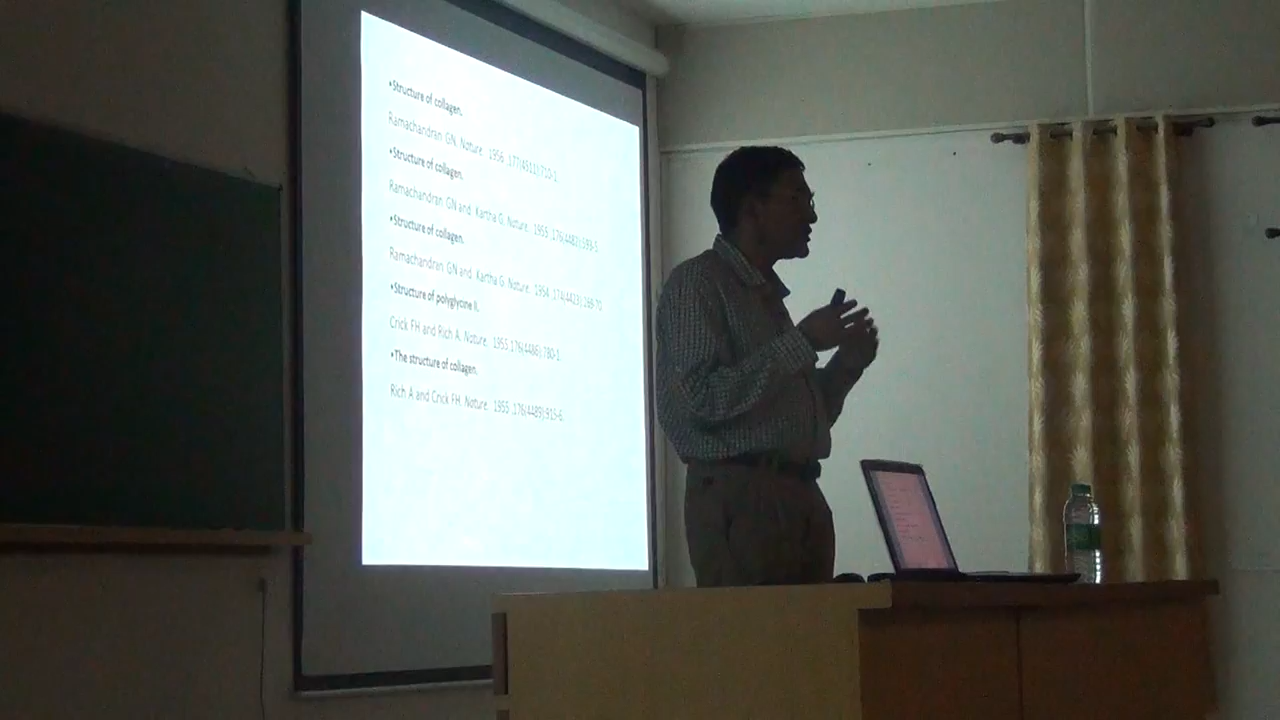 •Structure of collagen.
Ramachandran GN. Nature. 1956 ;177(4511):710-1.
•Structure of collagen.
Ramachandran GN and Kartha G. Nature. 1955 ;176(4482):593-5.
•Structure of collagen.
Ramachandran GN and Kartha G. Nature. 1954 ;174(4423):269-70.
•Structure of polyglycine II.
Crick FH and Rich A. Nature. 1955;176(4486):780-1.
•The structure of collagen.
Rich A and Crick FH. Nature. 1955 ;176(4489):915-6.